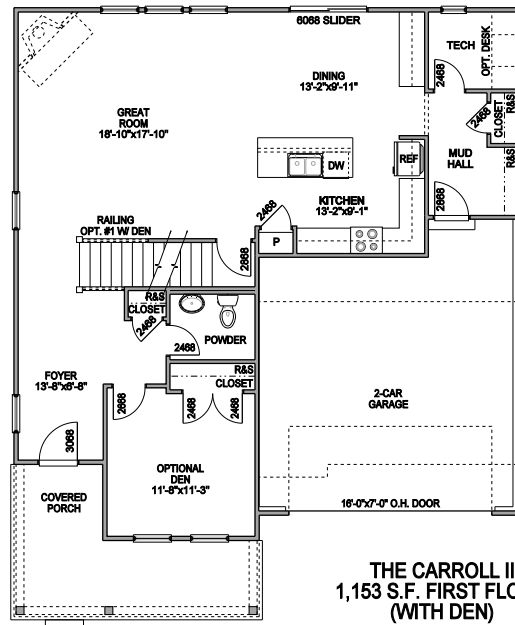 6068 SLIDER
TECH
OPT. DESK
2468
DINING
13'-2"x9'-11"
GREAT
ROOM
18'-10"x17'-10"
2468
CLOSET
R&S
R&S
MUD
HALL
DW
REF
KITCHEN
13'-2"x9'-1"
2468
2868
P
RAILING
OPT. #1 W/ DEN
2868
R&S
CLOSET
2468
2468
POWDER
R&S
CLOSET
FOYER
13'-8"x6'-8"
2668
2468
2468
2-CAR
GARAGE
3068
OPTIONAL
DEN
11'-8"x11'-3"
COVERED
PORCH
16'-0"x7'-0" O.H. DOOR
THE CARROLL II
1,153 S.F. FIRST FLO
(WITH DEN)